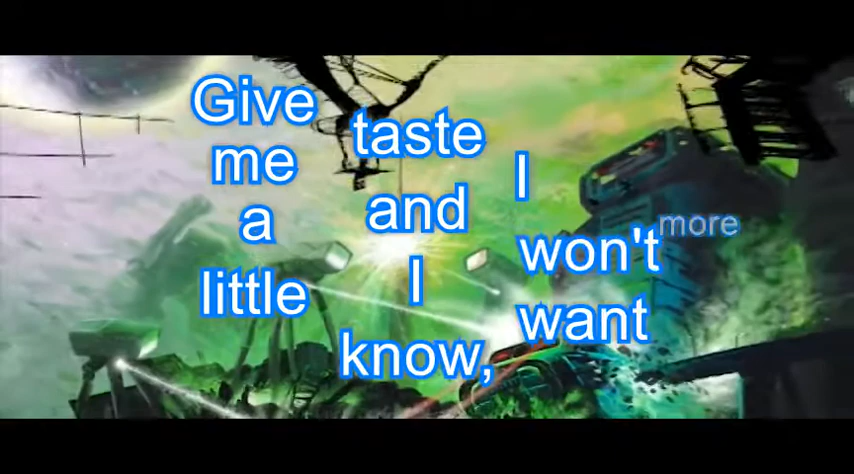 Give
me
a
little
taste
and
I
know,
I
won't
want
more